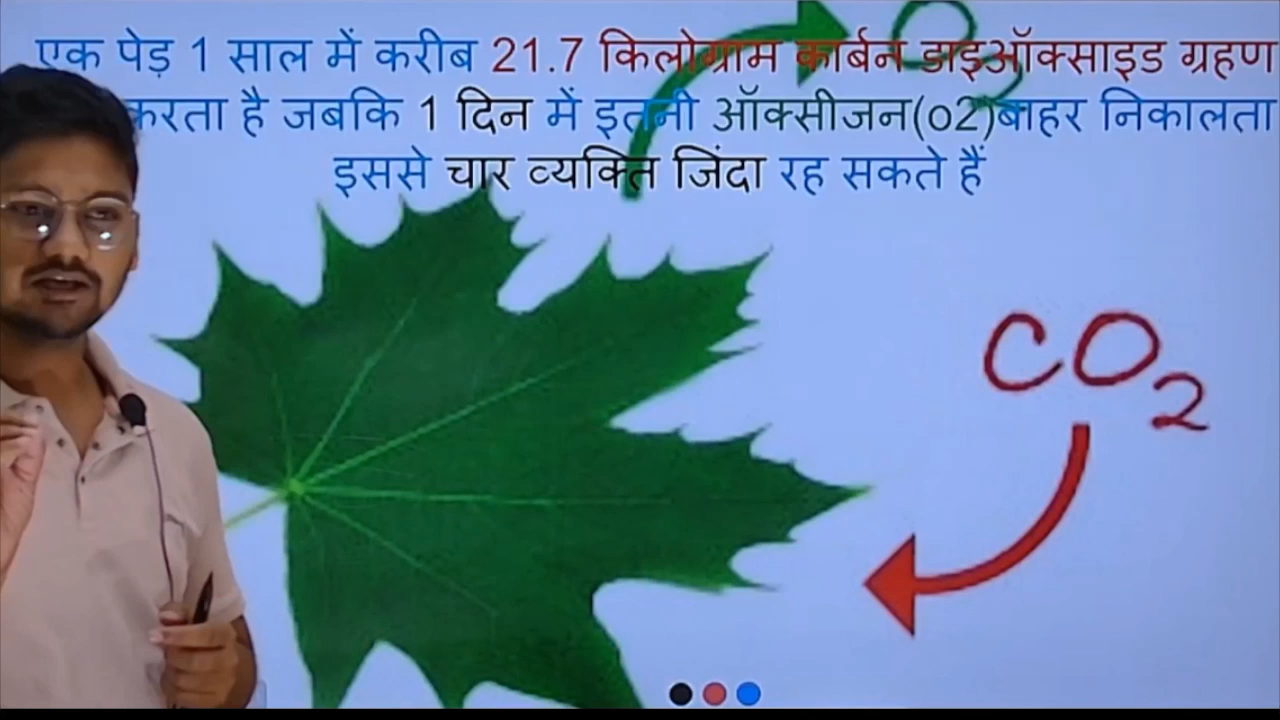 एक पेड़ 1 साल में करीब 21.7 किलोग्राम कार्बन डाइऑक्साइड ग्रहण
करता है जबकि 1 दिन में इतनी ऑक्सीजन(o2)बाहर निकालता
इससे चार व्यक्ति जिंदा रह सकते हैं
O2
CO2